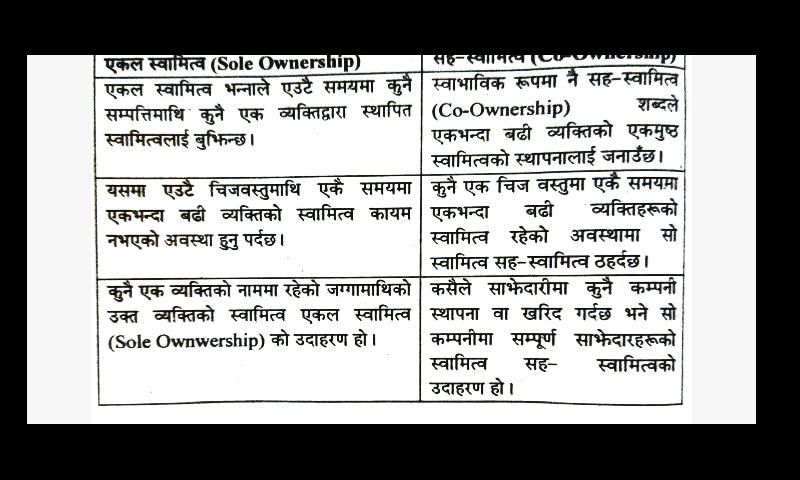 एकल स्वामित्व (Sole Ownership)
एकल स्वामित्व भन्नाले एउटै समयमा कुनै
सम्पत्तिमाथि कुनै एक व्यक्तिद्वारा स्थापित
स्वामित्वलाई बुझिन्छ।
यसमा एउटै चिजवस्तुमाथि एकै समयमा
एकभन्दा बढी व्यक्तिको स्वामित्व कायम
नभएको अवस्था हुनु पर्दछ।
कुनै एक व्यक्तिको नाममा रहेको जग्गामाथिको
उक्त व्यक्तिको स्वामित्व एकल स्वामित्व
(Sole Ownwership) को उदाहरण हो।
सह-स्वामित्व (Co-Ownership)
स्वाभाविक रूपमा नै सह-स्वामित्व
(Co-Ownership) शब्दले
एकभन्दा बढी व्यक्तिको एकमुष्ठ
स्वामित्वको स्थापनालाई जनाउँछ।
कुनै एक चिज वस्तुमा एकै समयमा
एकभन्दा बढी व्यक्तिहरूको
स्वामित्व रहेको अवस्थामा सो
स्वामित्व सह-स्वामित्व ठहर्दछ।
कसैले साझेदारीमा कुनै कम्पनी
स्थापना वा खरिद गर्दछ भने सो
कम्पनीमा सम्पूर्ण साझेदारहरूको
स्वामित्व सह- स्वामित्वको
उदाहरण हो।